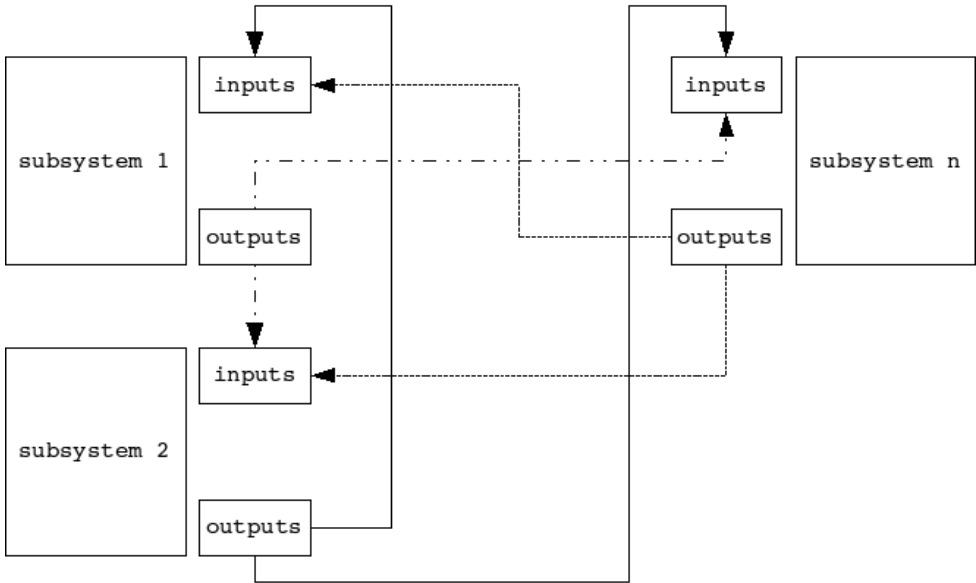 inputs
inputs
subsystem 1
subsystem n
outputs
outputs
inputs
subsystem 2
outputs